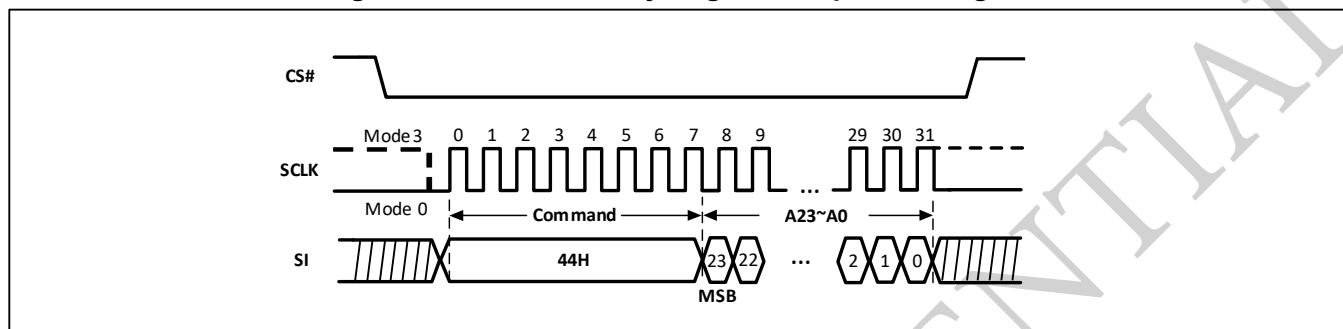 CS#
Mode 3 0 1 2 3 4 5 6 7 8 9 29 30 31
SCLK
...
Mode 0
Command A23~A0
SI 44H 23 22 ... 2 1 0
MSB